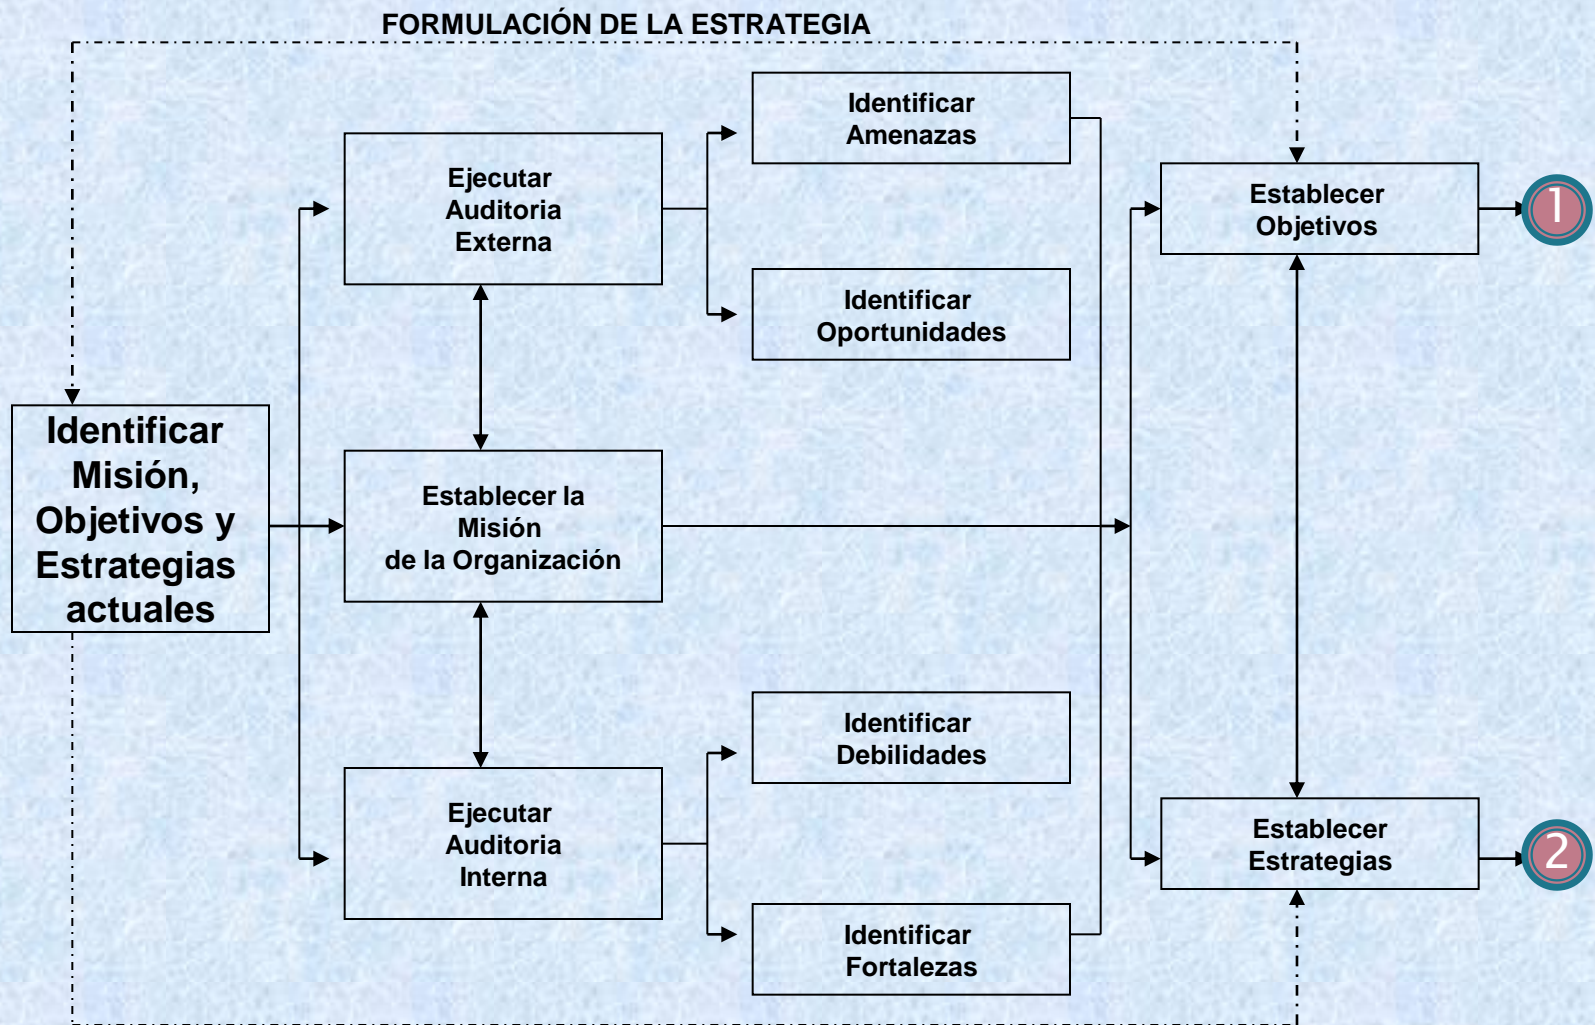 FORMULACIÓN DE LA ESTRATEGIA
Identificar
Misión,
Objetivos y
Estrategias
actuales
Ejecutar
Auditoria
Externa
Establecer la
Misión
de la Organización
Ejecutar
Auditoria
Interna
Identificar
Amenazas
Identificar
Oportunidades
Identificar
Debilidades
Identificar
Fortalezas
Establecer
Objetivos
1
Establecer
Estrategias
2